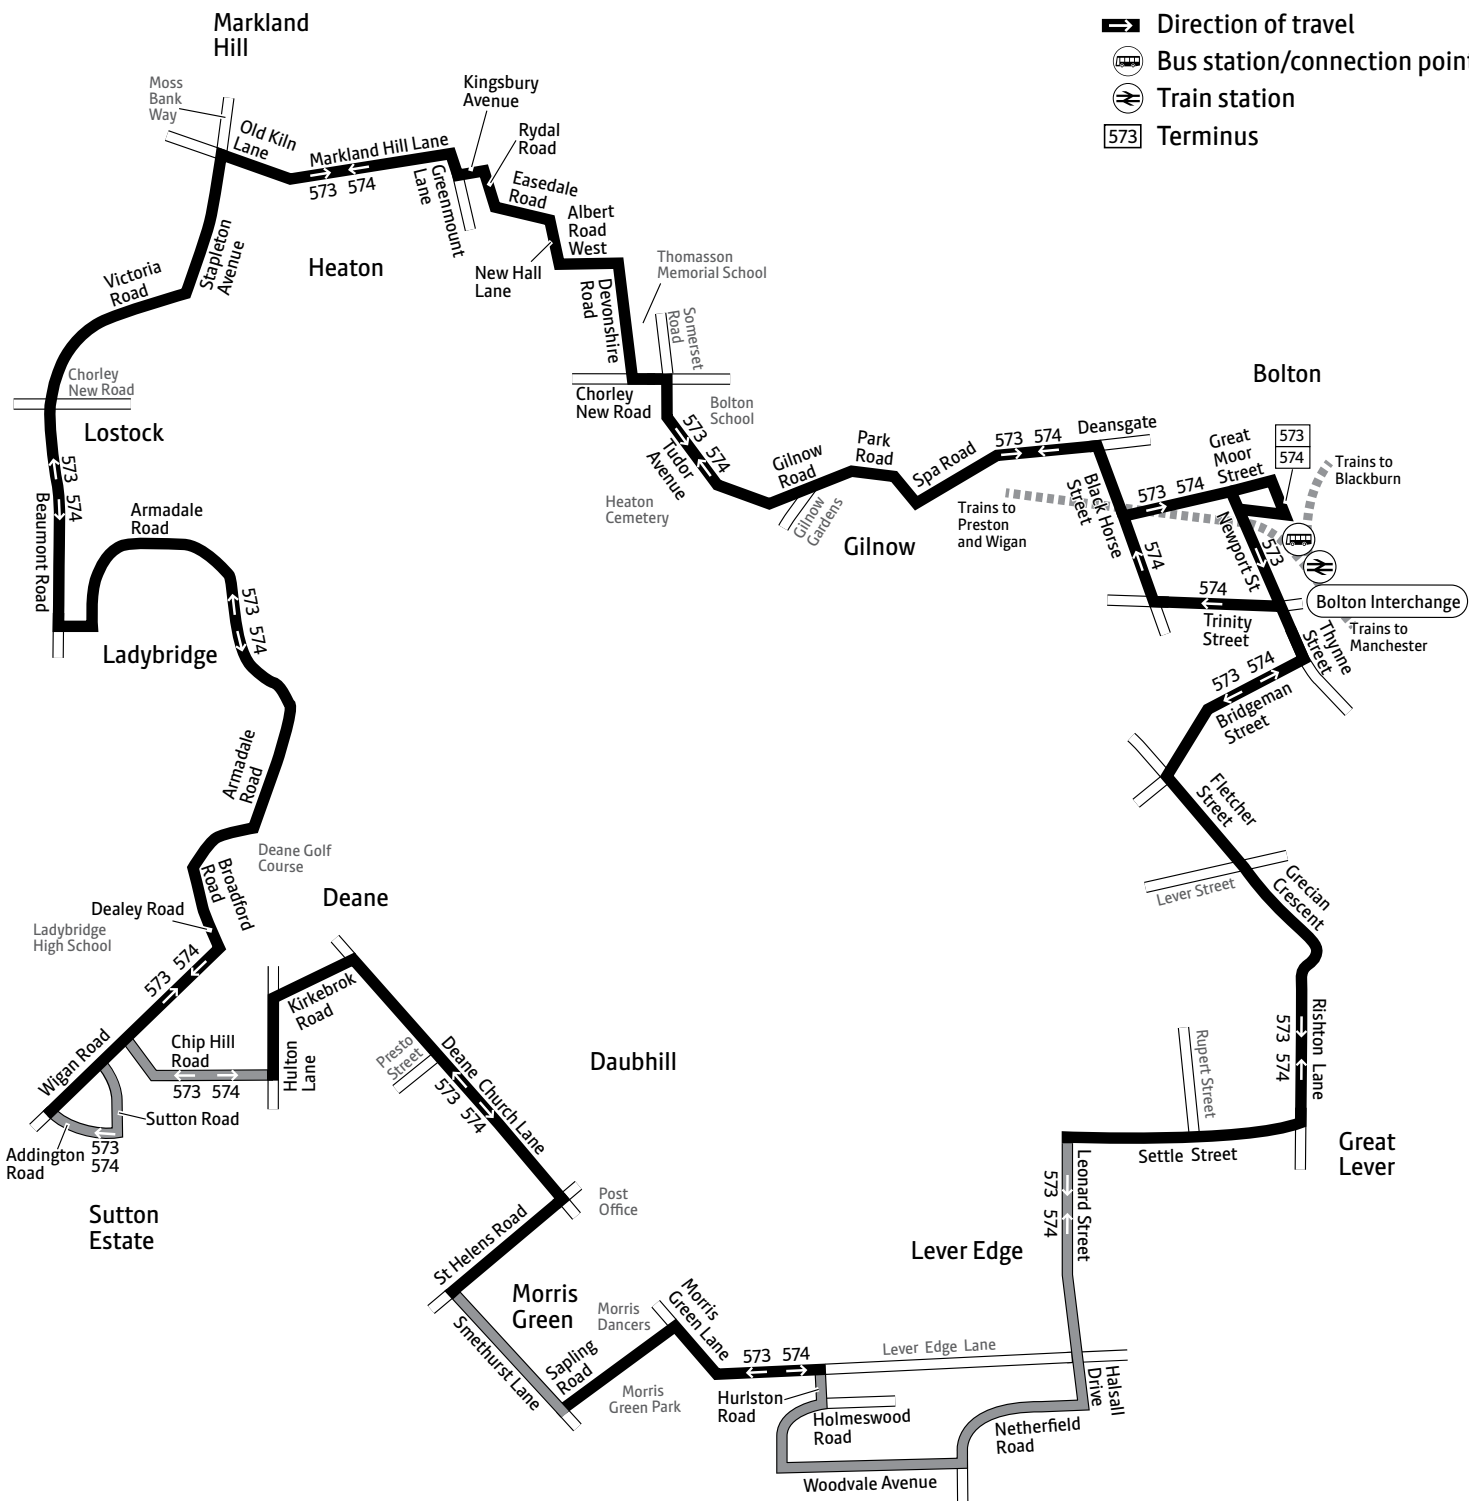 Markland
Hill
Direction of travel
Bus station/connection point
Train station
573 Terminus
Moss
Bank
Way
Kingsbury
Avenue
Old Kiln
Lane
Markland Hill Lane
573 574
Rydal
Road
Greenmount
Lane
Easedale
Road
Albert
Road
West
Stapleton
Avenue
Heaton
New Hall
Lane
Thomasson
Memorial School
Victoria
Road
Devonshire
Road
Somerset
Road
Chorley
New Road
Chorley
New Road
Bolton
School
Bolton
Lostock
573 574
Beaumont Road
573 574
Tudor
Avenue
Heaton
Cemetery
Gilnow
Road
Gilnow
Gardens
Park
Road
Spa Road
573 574
Deansgate
Great
Moor
Street
573
574
Trains to
Blackburn
Black Horse
Street
573 574
Trains to
Preston
and Wigan
Gilnow
Newport St
573
574
574
Trinity
Street
Bolton Interchange
Trains to
Manchester
Thynne
Street
Armadale
Road
573 574
Ladybridge
573 574
Bridgeman
Street
Armadale
Road
Fletcher
Street
Deane Golf
Course
Broadford
Road
Lever Street
Grecian
Crescent
Deane
Dealey Road
Ladybridge
High School
573 574
Kirkebrok
Road
Wigan Road
Chip Hill
Road
573 574
Hulton
Lane
Presto
Street
Deane Church Lane
573 574
Daubhill
Rishton Lane
573 574
Rupert Street
Sutton Road
Addington
Road
573
574
Sutton
Estate
Settle Street
Great
Lever
Post
Office
Leonard Street
573 574
St Helens Road
Lever Edge
Morris
Green
Morris
Dancers
Morris
Green Lane
Smethurst Lane
Sapling
Road
Morris
Green Park
573 574
Lever Edge Lane
Hurlston
Road
Holmeswood
Road
Halsall
Drive
Netherfield
Road
Woodvale Avenue